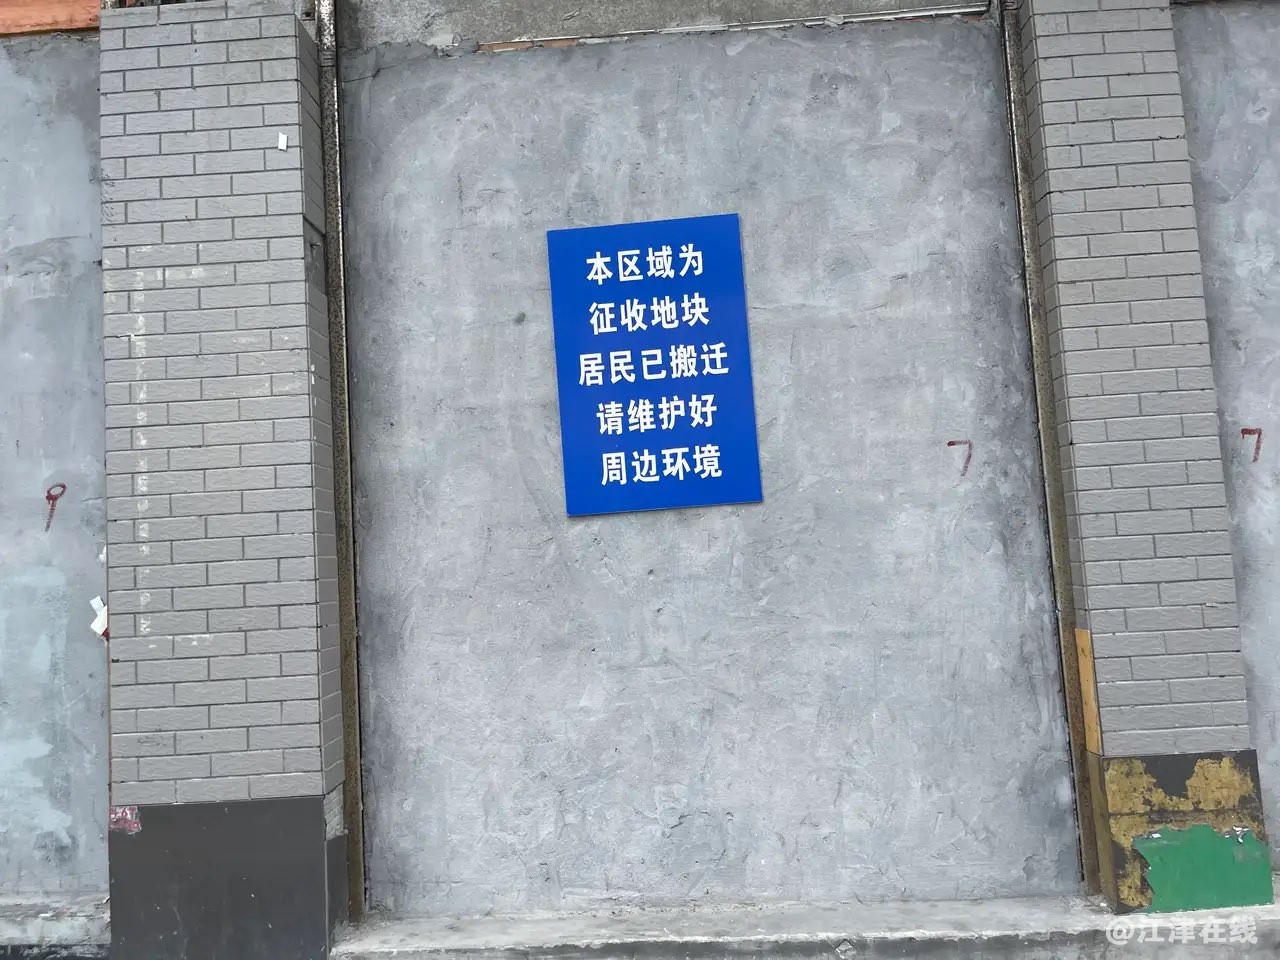 本区域为
征收地块
居民已搬迁
请维护好
周边环境
9
7
7
@江津在线